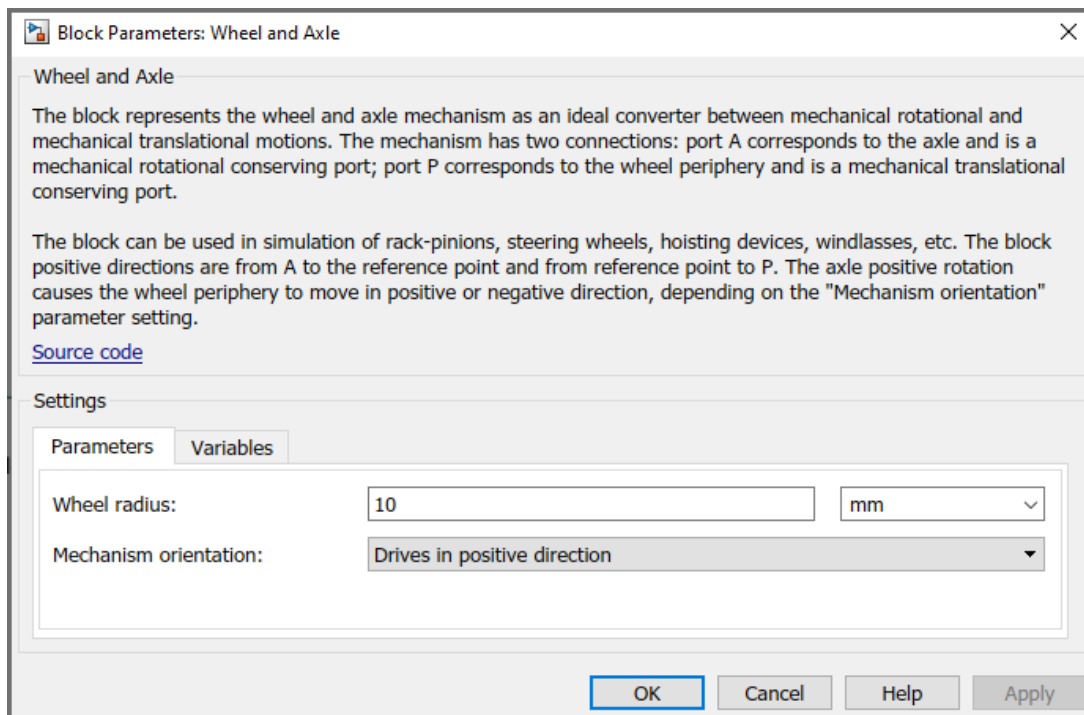 Block Parameters: Wheel and Axle
Wheel and Axle
The block represents the wheel and axle mechanism as an ideal converter between mechanical rotational and
mechanical translational motions. The mechanism has two connections: port A corresponds to the axle and is a
mechanical rotational conserving port; port P corresponds to the wheel periphery and is a mechanical translational
conserving port.
The block can be used in simulation of rack-pinions, steering wheels, hoisting devices, windlasses, etc. The block
positive directions are from A to the reference point and from reference point to P. The axle positive rotation
causes the wheel periphery to move in positive or negative direction, depending on the "Mechanism orientation"
parameter setting.
Source code
Settings
Parameters Variables
Wheel radius: 10 mm
Mechanism orientation: Drives in positive direction
OK Cancel Help Apply